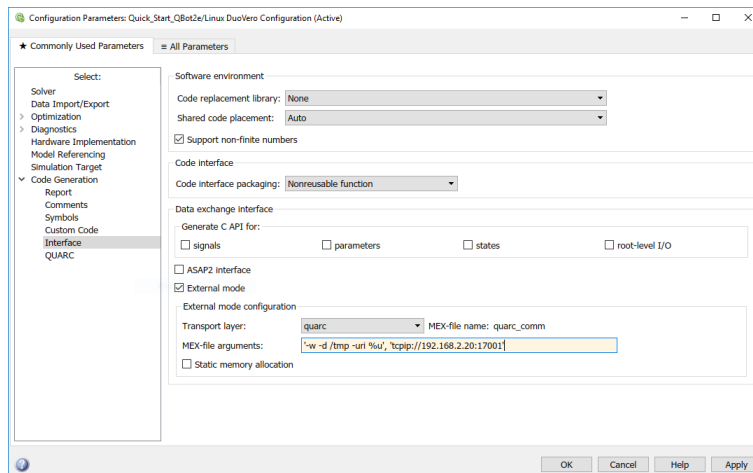 Configuration Parameters: Quick_Start_QBot2e/Linux DuoVero Configuration (Active)
★ Commonly Used Parameters
≡ All Parameters
Select:
Solver
Data Import/Export
Optimization
Diagnostics
Hardware Implementation
Model Referencing
Simulation Target
Code Generation
Report
Comments
Symbols
Custom Code
Interface
QUARC
Software environment
Code replacement library: None
Shared code placement: Auto
Support non-finite numbers
Code interface
Code interface packaging: Nonreusable function
Data exchange interface
Generate C API for:
signals parameters states root-level I/O
ASAP2 interface
External mode
External mode configuration
Transport layer: quarc MEX-file name: quarc_comm
MEX-file arguments: '-w -d /tmp -uri %u', 'tcpip://192.168.2.20:17001'
Static memory allocation
OK Cancel Help Apply